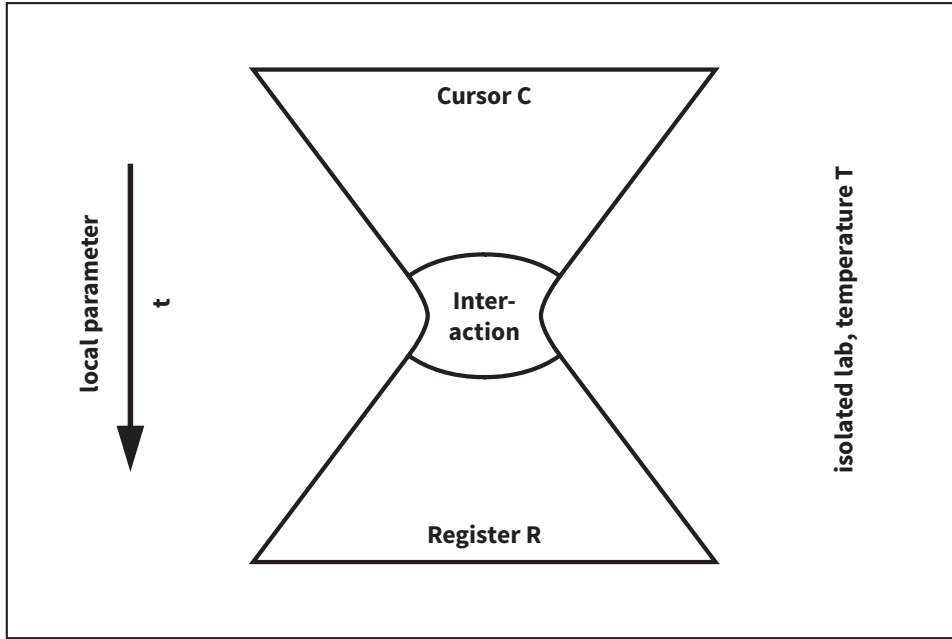 Cursor C
local parameter
t
Inter-
action
isolated lab, temperature T
Register R